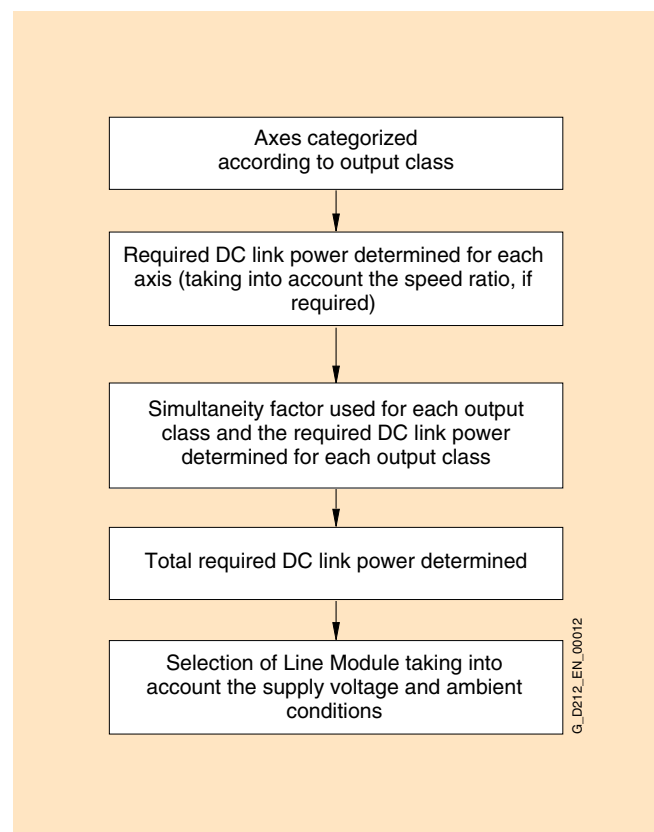 Axes categorized
according to output class
Required DC link power determined for each
axis (taking into account the speed ratio, if
required)
Simultaneity factor used for each output
class and the required DC link power
determined for each output class
Total required DC link power determined
Selection of Line Module taking into
account the supply voltage and ambient
conditions
G_D212_EN_00012